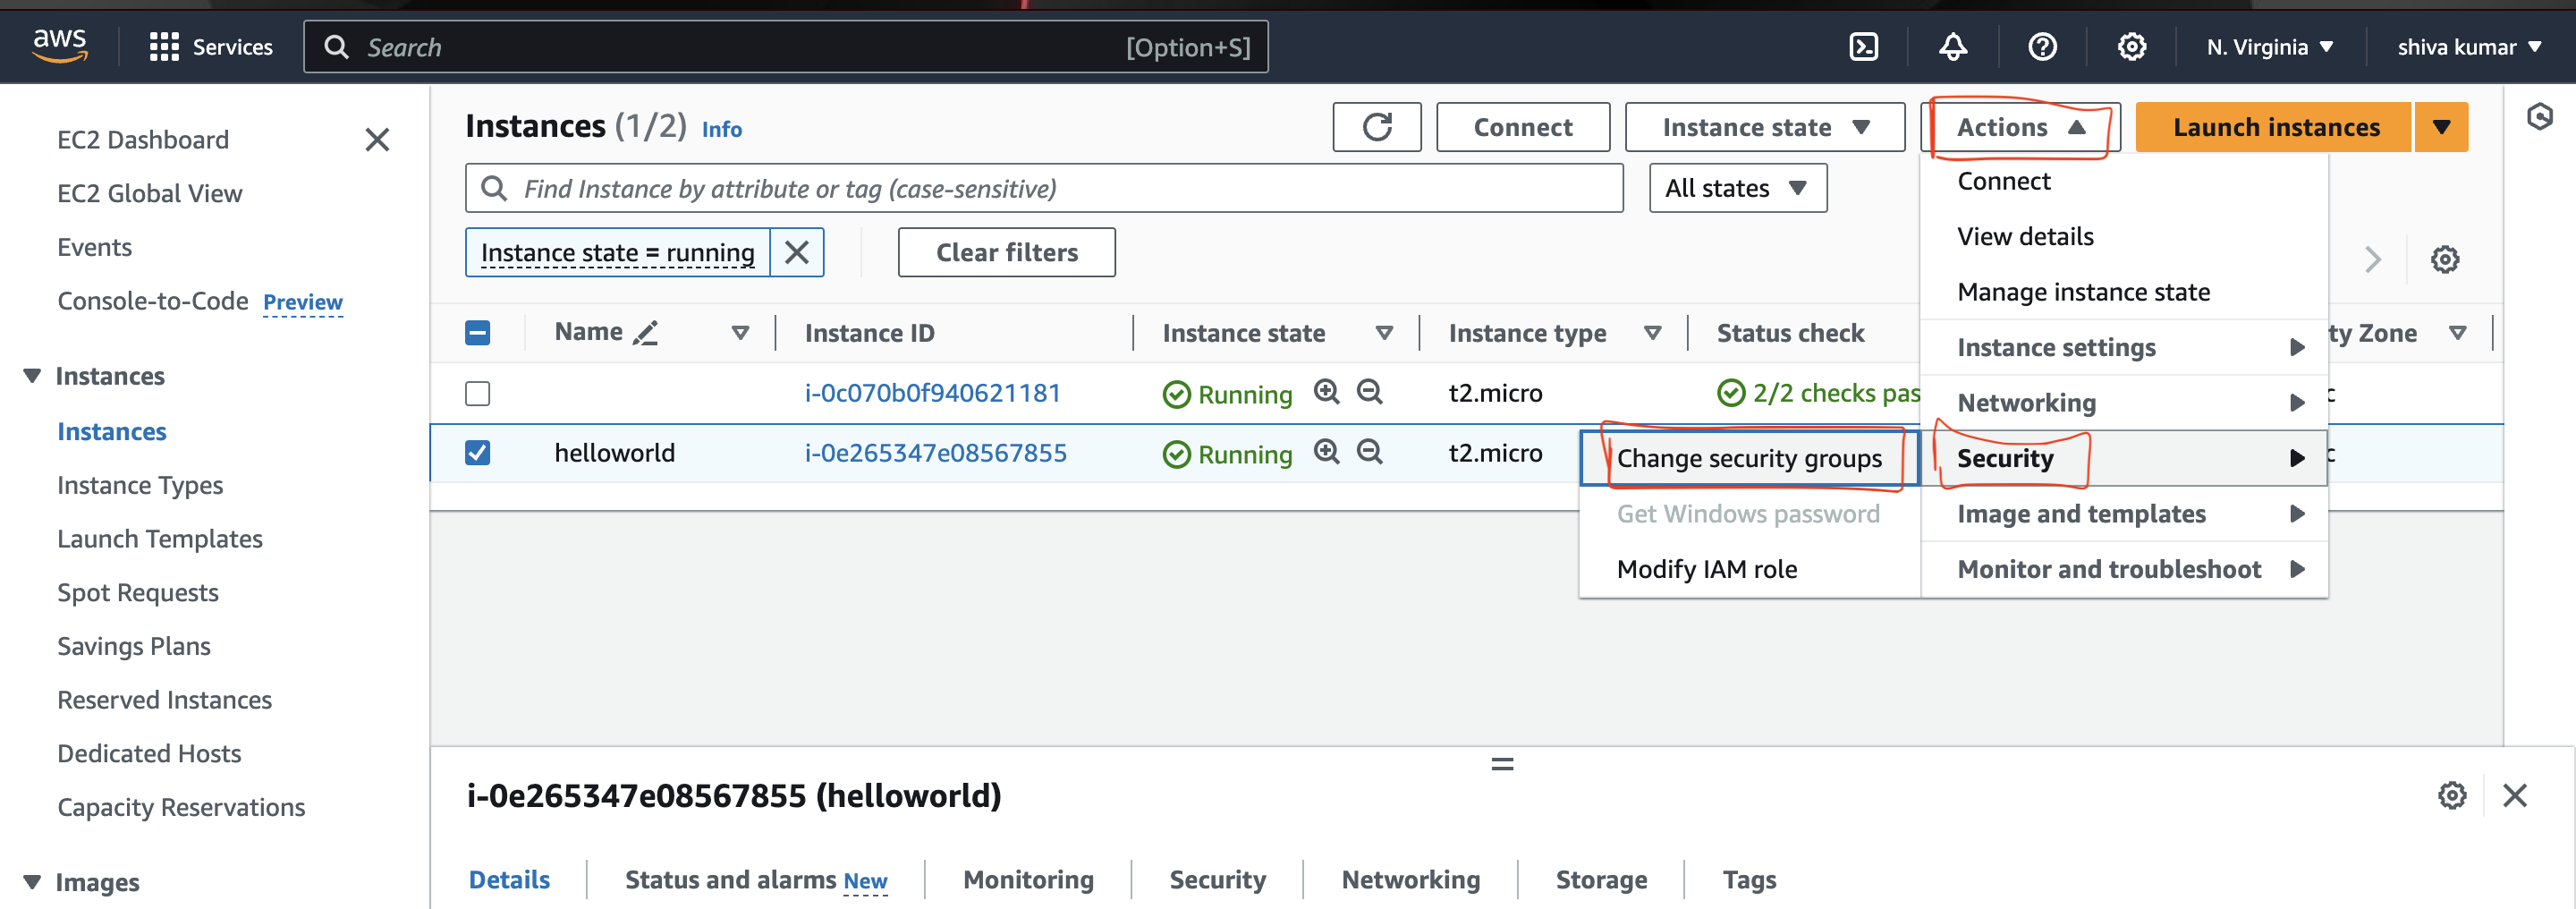 aws Services Search [Option+S] N. Virginia shiva kumar
EC2 Dashboard
EC2 Global View
Events
Console-to-Code Preview
Instances
Instances
Instance Types
Launch Templates
Spot Requests
Savings Plans
Reserved Instances
Dedicated Hosts
Capacity Reservations
Images
Instances (1/2) Info Connect Instance state Actions Launch instances
Find Instance by attribute or tag (case-sensitive) All states
Instance state = running Clear filters
Name Instance ID Instance state Instance type Status check ty Zone
i-0c070b0f940621181 Running t2.micro 2/2 checks pas c
helloworld i-0e265347e08567855 Running t2.micro c
Connect
View details
Manage instance state
Instance settings
Networking
Security
Image and templates
Monitor and troubleshoot
Change security groups
Get Windows password
Modify IAM role
i-0e265347e08567855 (helloworld)
Details Status and alarms New Monitoring Security Networking Storage Tags